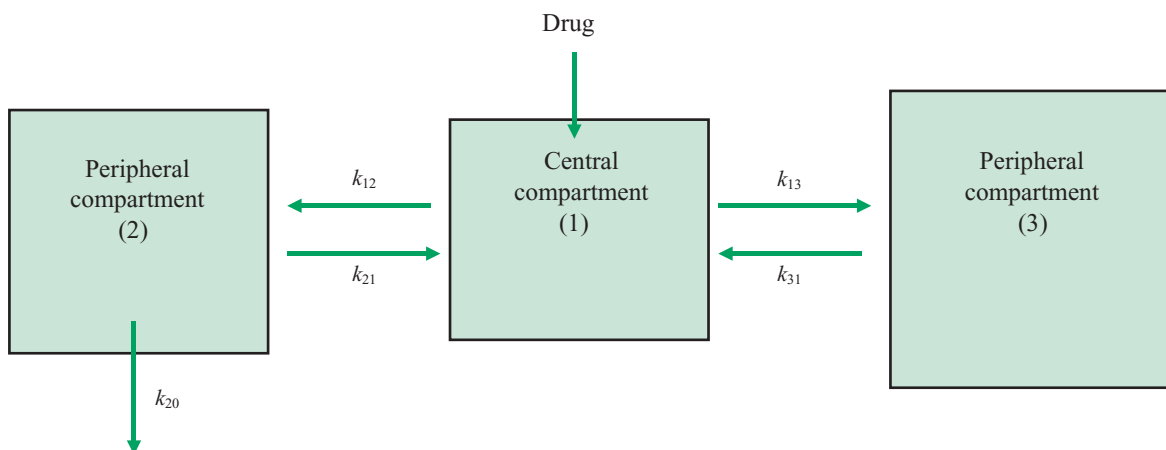 Drug
Peripheral
compartment
(2)
k12
k21
Central
compartment
(1)
k13
k31
Peripheral
compartment
(3)
k20